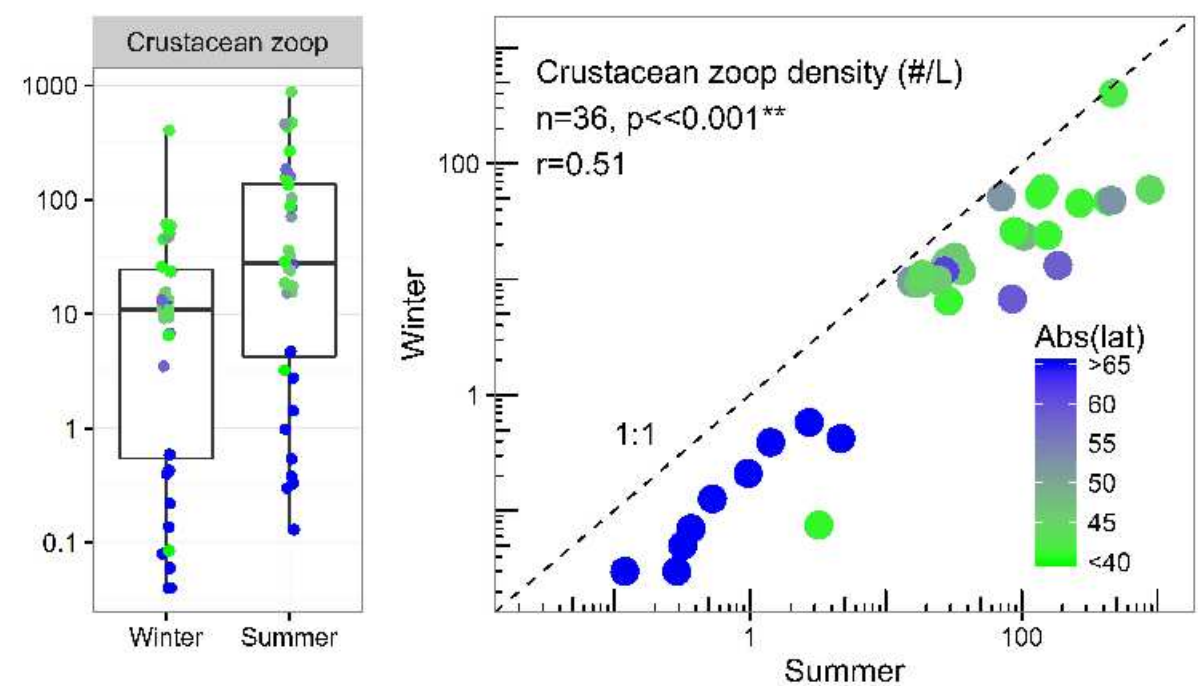 Crustacean zoop
1000
100
10
1
0.1
Winter
Summer
Crustacean zoop density (#/L)
n=36, p<<0.001**
r=0.51
100
1
Winter
1:1
Abs(lat)
>65
60
55
50
45
<40
1
100
Summer